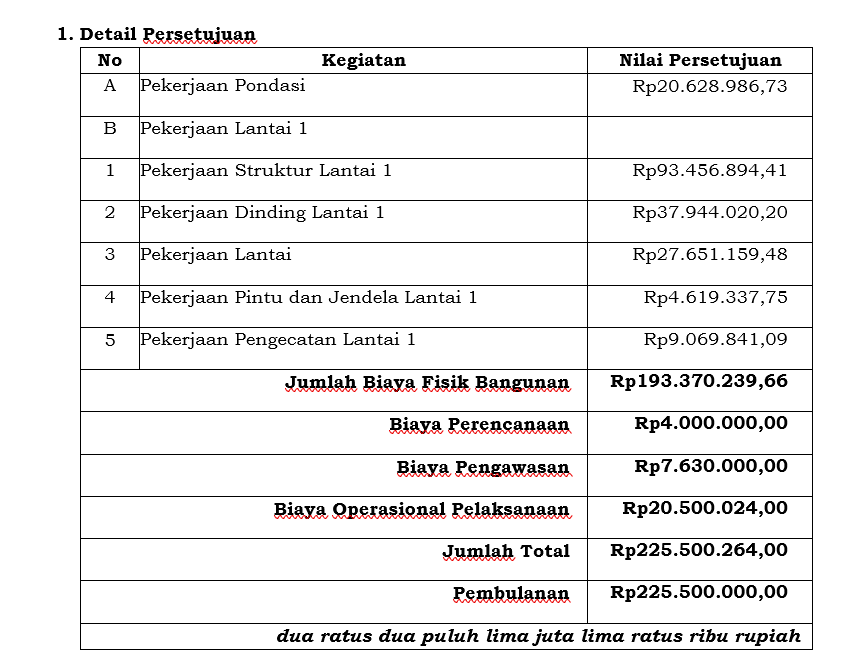 1. Detail Persetujuan
No Kegiatan Nilai Persetujuan
A Pekerjaan Pondasi Rp20.628.986,73
B Pekerjaan Lantai 1
1 Pekerjaan Struktur Lantai 1 Rp93.456.894,41
2 Pekerjaan Dinding Lantai 1 Rp37.944.020,20
3 Pekerjaan Lantai Rp27.651.159,48
4 Pekerjaan Pintu dan Jendela Lantai 1 Rp4.619.337,75
5 Pekerjaan Pengecatan Lantai 1 Rp9.069.841,09
Jumlah Biaya Fisik Bangunan Rp193.370.239,66
Biaya Perencanaan Rp4.000.000,00
Biaya Pengawasan Rp7.630.000,00
Biaya Operasional Pelaksanaan Rp20.500.024,00
Jumlah Total Rp225.500.264,00
Pembulanan Rp225.500.000,00
dua ratus dua puluh lima juta lima ratus ribu rupiah